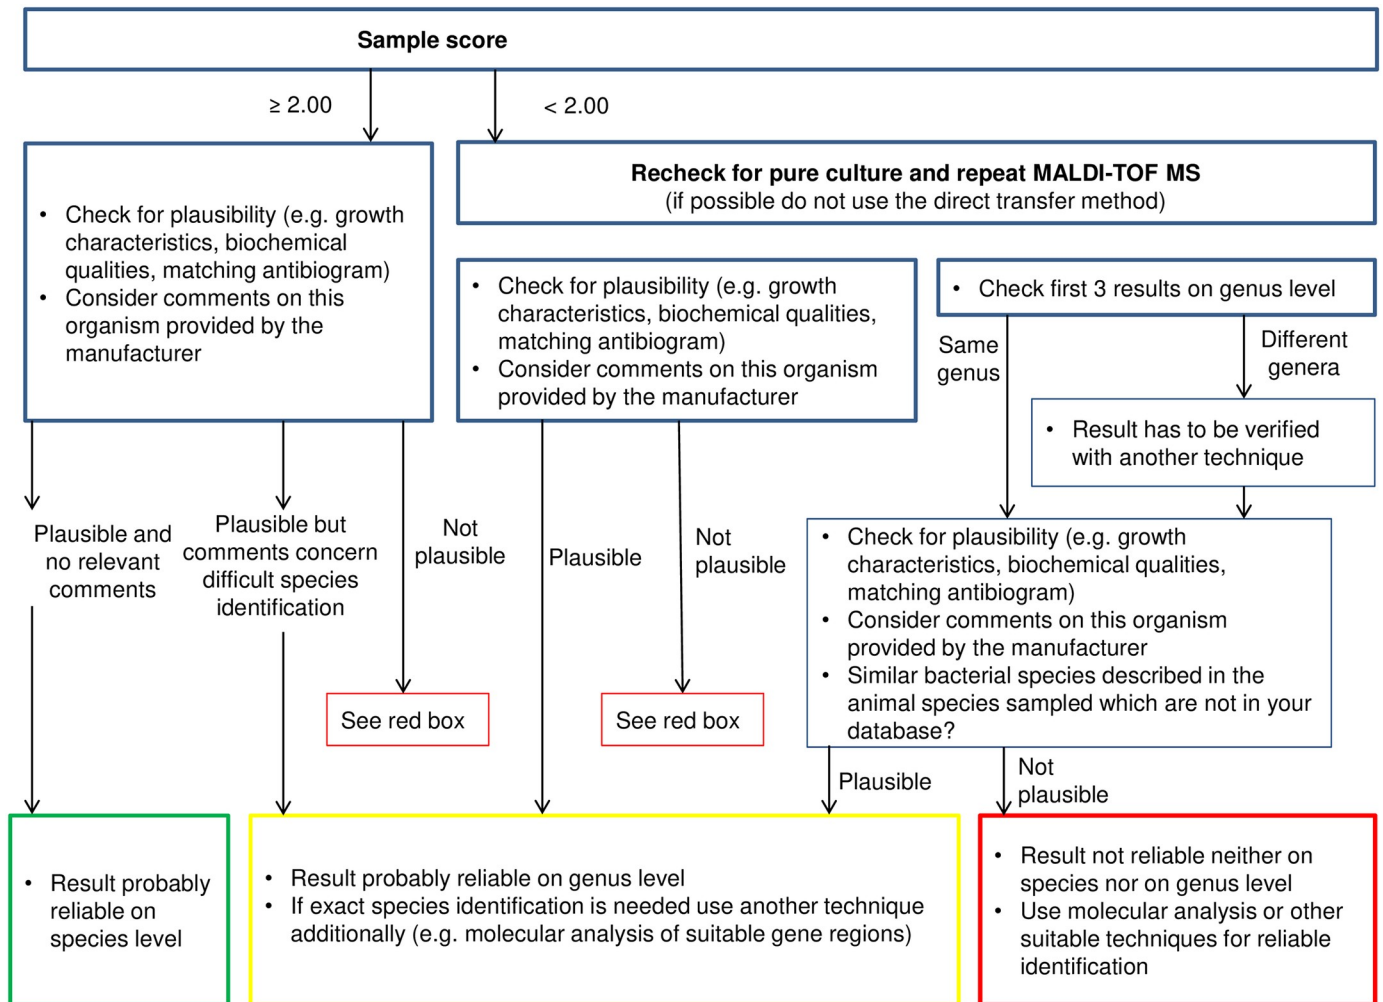 Sample score
≥ 2.00
< 2.00
Recheck for pure culture and repeat MALDI-TOF MS
(if possible do not use the direct transfer method)
• Check for plausibility (e.g. growth
characteristics, biochemical
qualities, matching antibiogram)
• Consider comments on this
organism provided by the
manufacturer
• Check for plausibility (e.g. growth
characteristics, biochemical qualities,
matching antibiogram)
• Consider comments on this organism
provided by the manufacturer
• Check first 3 results on genus level
Same
genus
Different
genera
• Result has to be verified
with another technique
Plausible and
no relevant
comments
Plausible but
comments concern
difficult species
identification
Not
plausible
Plausible
Not
plausible
• Check for plausibility (e.g. growth
characteristics, biochemical qualities,
matching antibiogram)
• Consider comments on this organism
provided by the manufacturer
• Similar bacterial species described in the
animal species sampled which are not in your
database?
See red box
See red box
Plausible
Not
plausible
• Result probably
reliable on
species level
• Result probably reliable on genus level
• If exact species identification is needed use another technique
additionally (e.g. molecular analysis of suitable gene regions)
• Result not reliable neither on
species nor on genus level
• Use molecular analysis or other
suitable techniques for reliable
identification